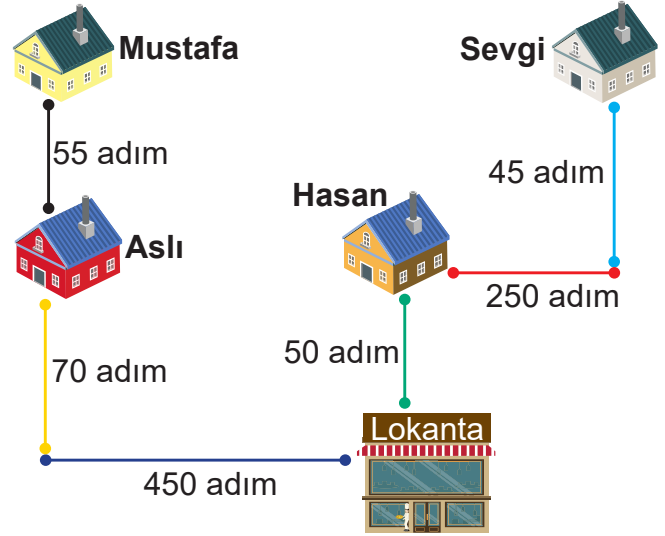 Mustafa
Sevgi
55 adım
45 adım
Hasan
Aslı
250 adım
50 adım
70 adım
Lokanta
450 adım